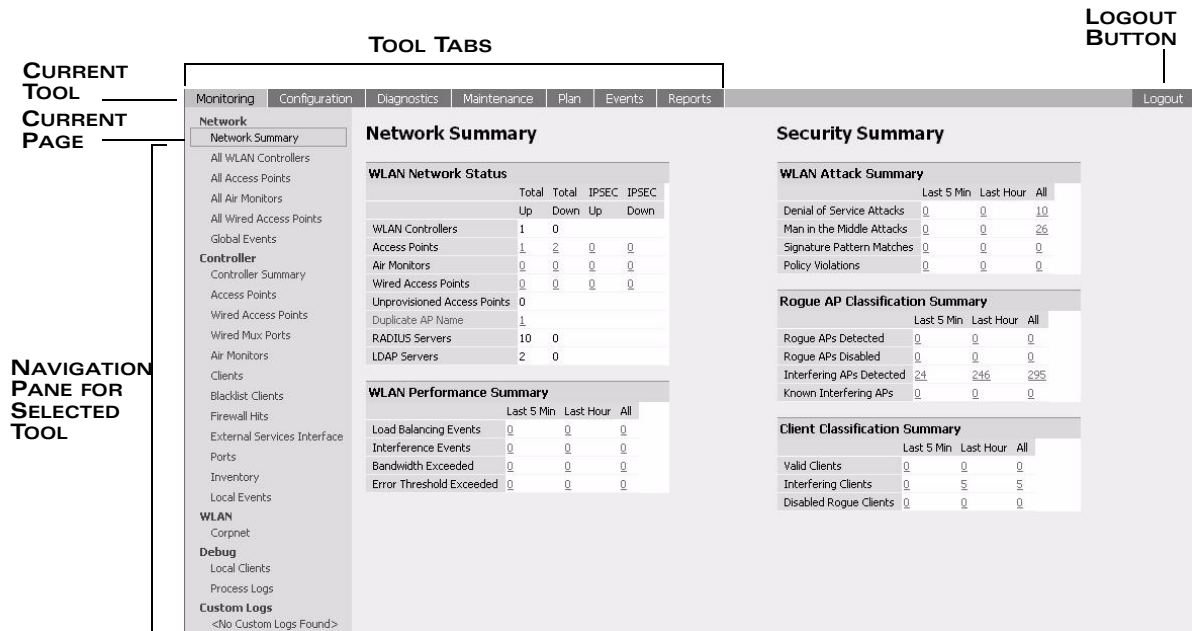 LOGOUT
BUTTON
TOOL TABS
CURRENT
TOOL
CURRENT
PAGE
NAVIGATION
PANE FOR
SELECTED
TOOL
Monitoring Configuration Diagnostics Maintenance Plan Events Reports Logout
Network
Network Summary
All WLAN Controllers
All Access Points
All Air Monitors
All Wired Access Points
Global Events
Controller
Controller Summary
Access Points
Wired Access Points
Wired Mux Ports
Air Monitors
Clients
Blacklist Clients
Firewall Hits
External Services Interface
Ports
Inventory
Local Events
WLAN
Corpnet
Debug
Local Clients
Process Logs
Custom Logs
<No Custom Logs Found>
Network Summary
WLAN Network Status
Total Total IPSEC IPSEC
Up Down Up Down
WLAN Controllers 1 0
Access Points 1 2 0 0
Air Monitors 0 0 0 0
Wired Access Points 0 0 0 0
Unprovisioned Access Points 0
Duplicate AP Name 1
RADIUS Servers 10 0
LDAP Servers 2 0
WLAN Performance Summary
Last 5 Min Last Hour All
Load Balancing Events 0 0 0
Interference Events 0 0 0
Bandwidth Exceeded 0 0 0
Error Threshold Exceeded 0 0 0
Security Summary
WLAN Attack Summary
Last 5 Min Last Hour All
Denial of Service Attacks 0 0 10
Man in the Middle Attacks 0 0 26
Signature Pattern Matches 0 0 0
Policy Violations 0 0 0
Rogue AP Classification Summary
Last 5 Min Last Hour All
Rogue APs Detected 0 0 0
Rogue APs Disabled 0 0 0
Interfering APs Detected 24 246 295
Known Interfering APs 0 0 0
Client Classification Summary
Last 5 Min Last Hour All
Valid Clients 0 0 0
Interfering Clients 0 5 5
Disabled Rogue Clients 0 0 0